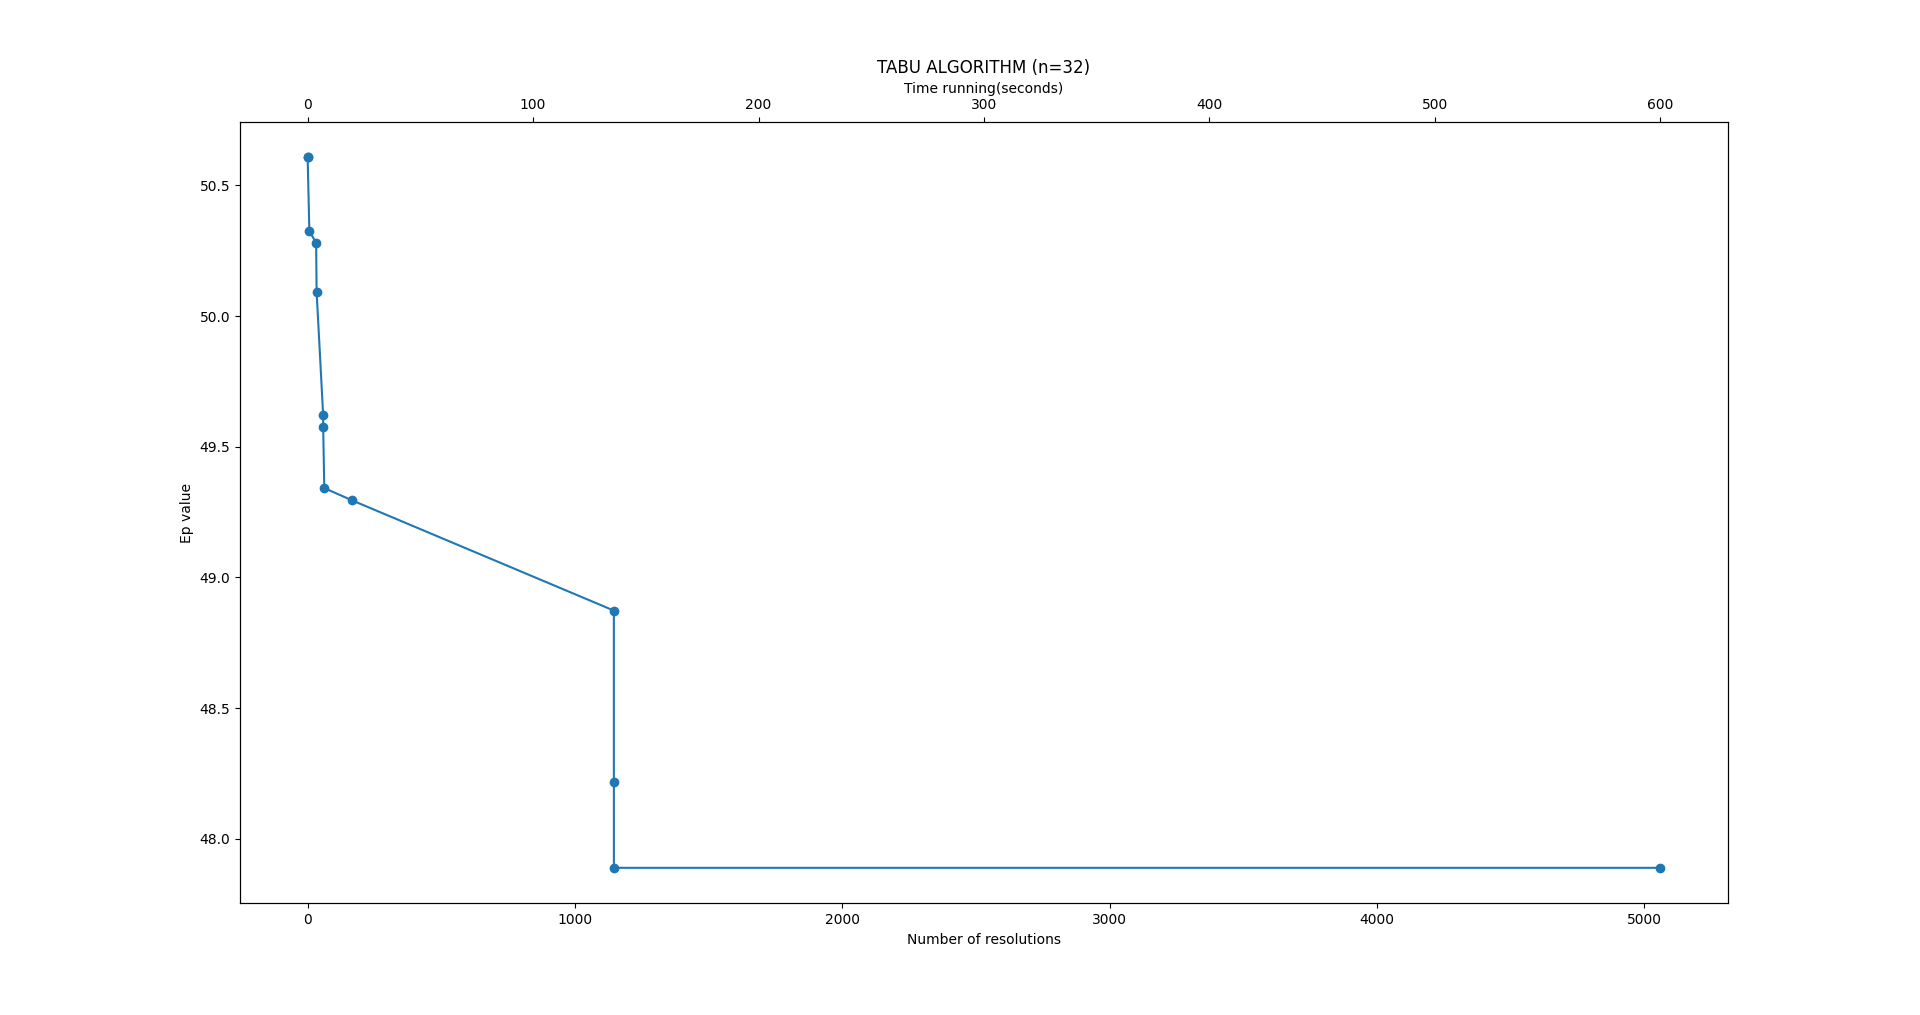 TABU ALGORITHM (n=32)
Time running(seconds)
0 100 200 300 400 500 600
50.5
50.0
49.5
49.0
48.5
48.0
Ep value
0 1000 2000 3000 4000 5000
Number of resolutions